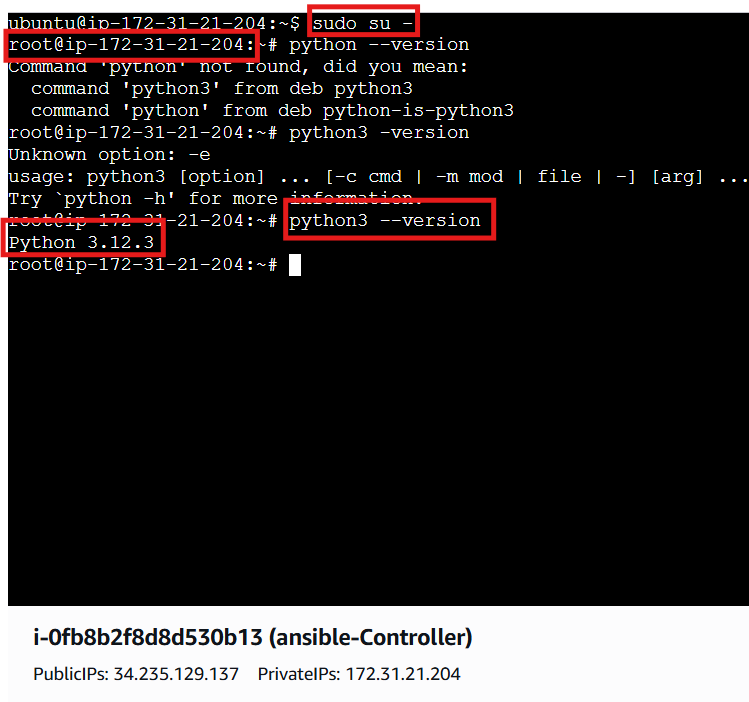 ubuntu@ip-172-31-21-204:~$ sudo su -
root@ip-172-31-21-204:~# python --version
Command 'python' not found, did you mean:
  command 'python3' from deb python3
  command 'python' from deb python-is-python3
root@ip-172-31-21-204:~# python3 -version
Unknown option: -e
usage: python3 [option] ... [-c cmd | -m mod | file | -] [arg] ...
Try `python -h' for more information.
root@ip-172-31-21-204:~# python3 --version
Python 3.12.3
root@ip-172-31-21-204:~#
i-0fb8b2f8d8d530b13 (ansible-Controller)
PublicIPs: 34.235.129.137 PrivateIPs: 172.31.21.204